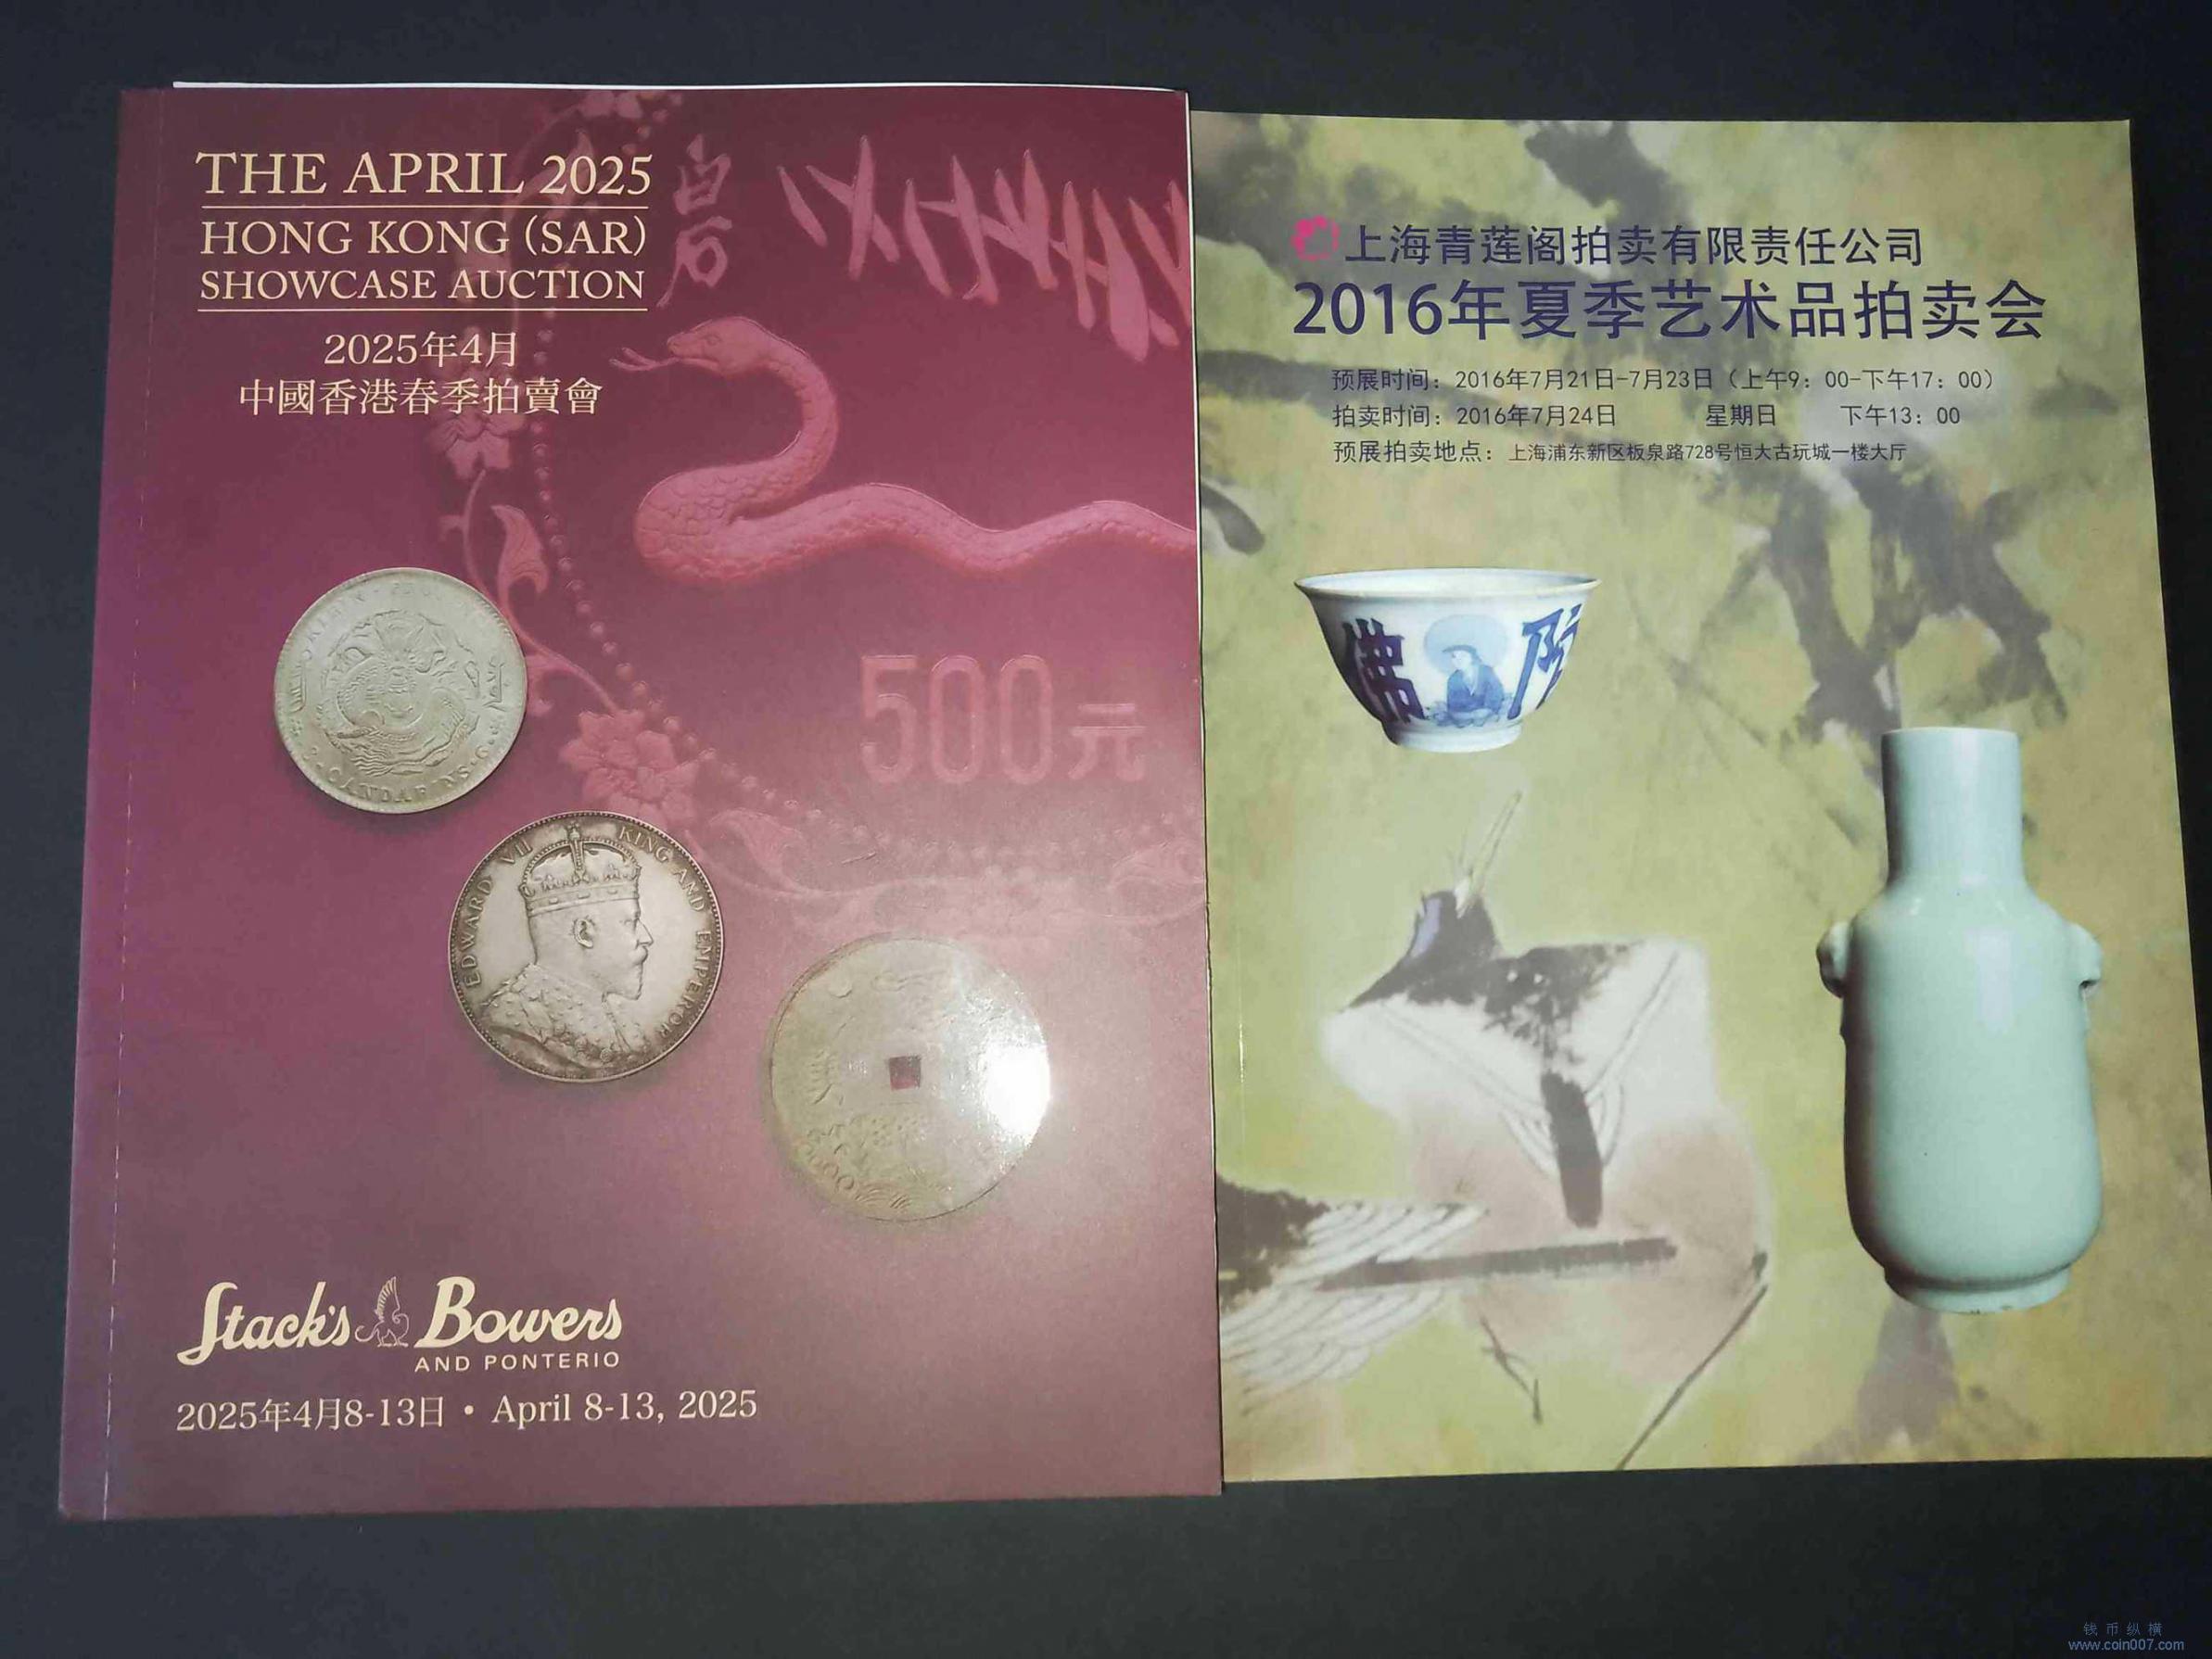 THE APRIL 2025
HONG KONG (SAR)
SHOWCASE AUCTION
2025年4月
中國香港春季拍賣會
500元
CANDARINS
EDWARD VII KING AND EMPEROR
Stack's Bowers
AND PONTERIO
2025年4月8-13日 • April 8-13, 2025
上海青莲阁拍卖有限责任公司
2016年夏季艺术品拍卖会
预展时间：2016年7月21日-7月23日（上午9：00-下午17：00）
拍卖时间：2016年7月24日 星期日 下午13：00
预展拍卖地点：上海浦东新区板泉路728号恒大古玩城一楼大厅
佛
钱币纵横
www.coin007.com